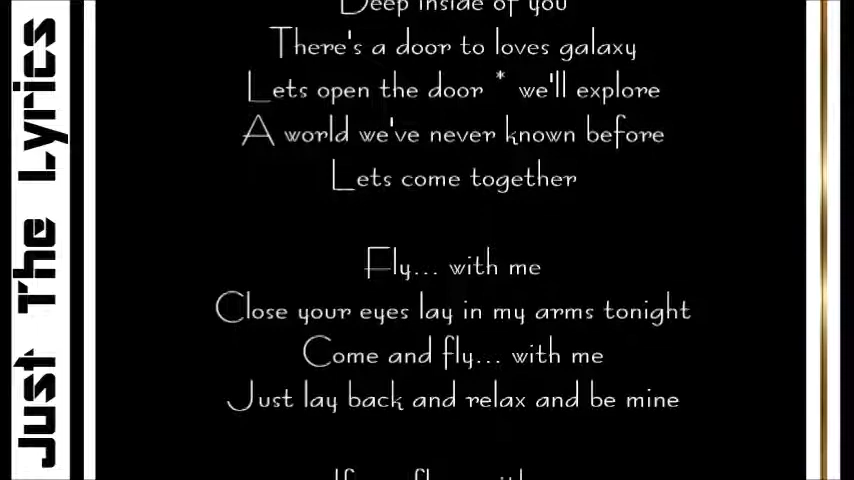 Just The Lyrics
Deep inside of you
There's a door to loves galaxy
Lets open the door * we'll explore
A world we've never known before
Lets come together
Fly... with me
Close your eyes lay in my arms tonight
Come and fly... with me
Just lay back and relax and be mine